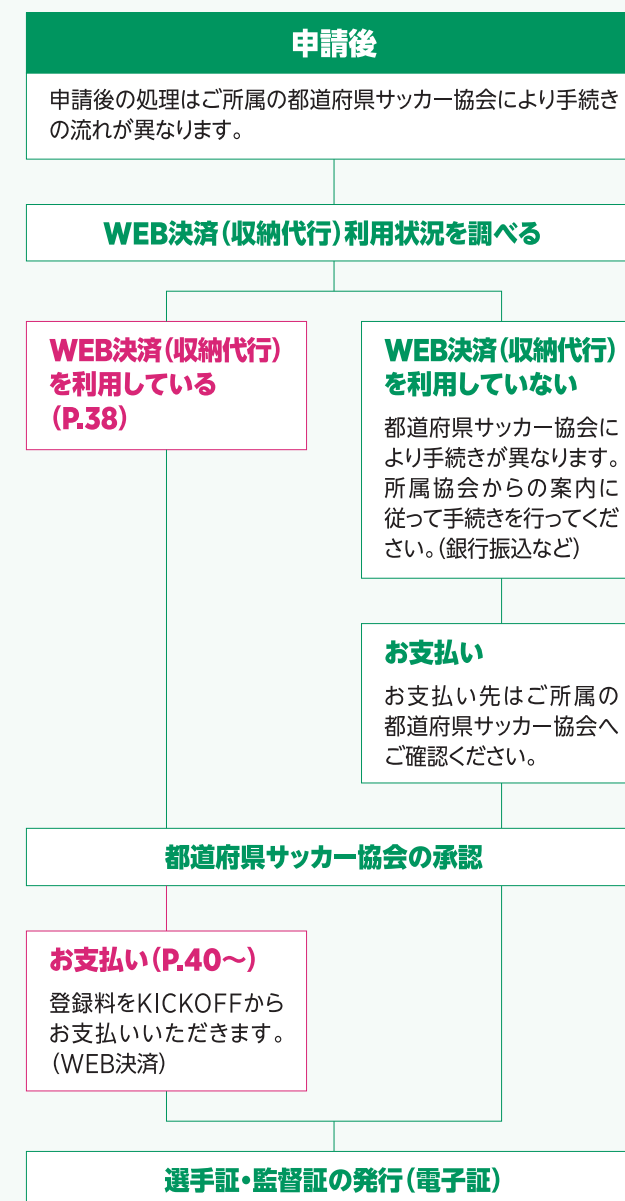 申請後
申請後の処理はご所属の都道府県サッカー協会により手続き
の流れが異なります。
WEB決済(収納代行)利用状況を調べる
WEB決済(収納代行)
を利用している
(P.38)
WEB決済(収納代行)
を利用していない
都道府県サッカー協会に
より手続きが異なります。
所属協会からの案内に
従って手続きを行ってくだ
さい。(銀行振込など)
お支払い
お支払い先はご所属の
都道府県サッカー協会へ
ご確認ください。
都道府県サッカー協会の承認
お支払い(P.40〜)
登録料をKICKOFFから
お支払いいただきます。
(WEB決済)
選手証・監督証の発行(電子証)